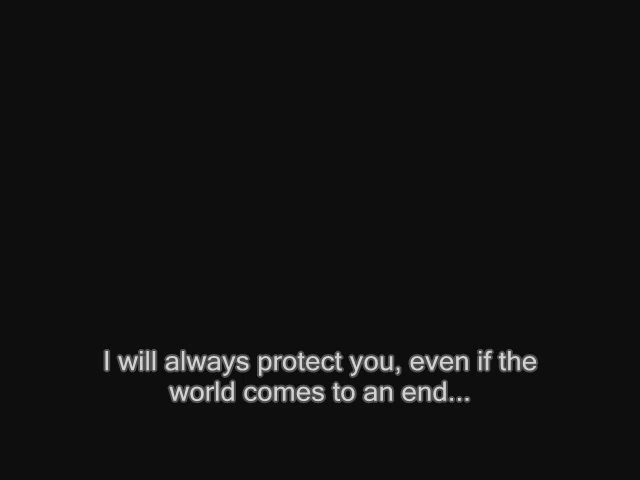 I will always protect you, even if the
world comes to an end...